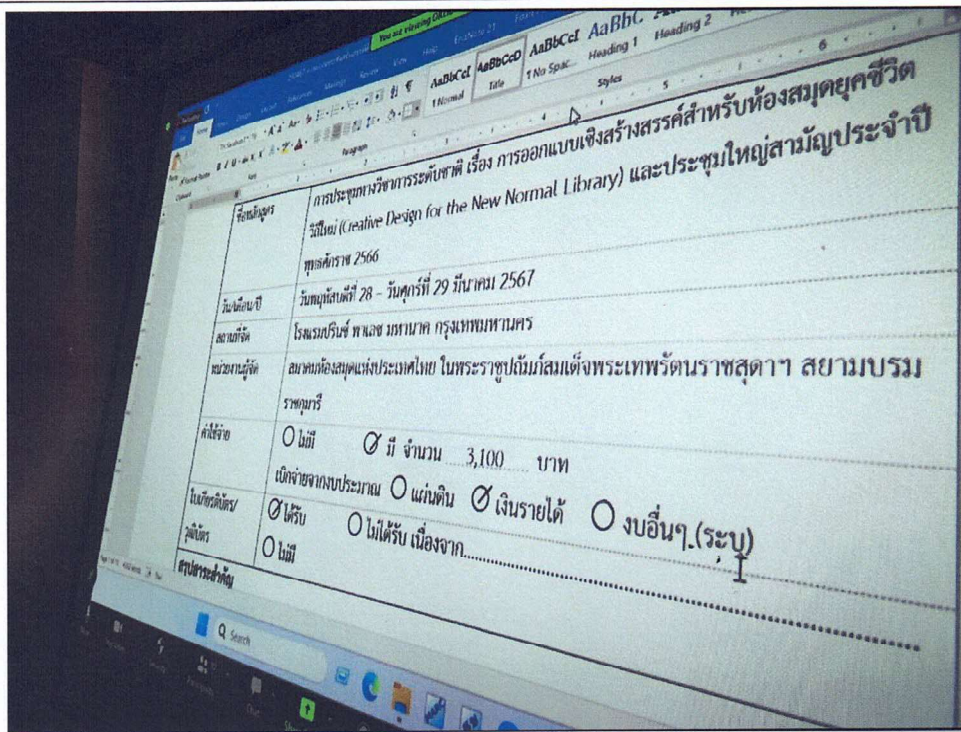 You are viewing
Help
View
Review
AaBbCcI
AaBbCcD
AaBbCcI
AaBbC
1 Normal
Title
1 No Spac...
Heading 1
Heading 2
Paragraph
Styles
ชื่อหลักสูตร
การประชุมทางวิชาการระดับชาติ เรื่อง การออกแบบเชิงสร้างสรรค์สำหรับห้องสมุดยุคชีวิต
วิถีใหม่ (Creative Design for the New Normal Library) และประชุมใหญ่สามัญประจำปี
พุทธศักราช 2566
วัน/เดือน/ปี
วันพฤหัสบดีที่ 28 – วันศุกร์ที่ 29 มีนาคม 2567
สถานที่จัด
โรงแรมปรินซ์ พาเลซ มหานาค กรุงเทพมหานคร
หน่วยงานผู้จัด
สมาคมห้องสมุดแห่งประเทศไทย ในพระราชูปถัมภ์สมเด็จพระเทพรัตนราชสุดาฯ สยามบรม
ราชกุมารี
ค่าใช้จ่าย
ไม่มี มี จำนวน 3,100 บาท
เบิกจ่ายจากงบประมาณ แผ่นดิน เงินรายได้ งบอื่นๆ (ระบุ)
ใบเกียรติบัตร/
วุฒิบัตร
ได้รับ ไม่ได้รับ เนื่องจาก
ไม่มี
สรุปสาระสำคัญ
Search